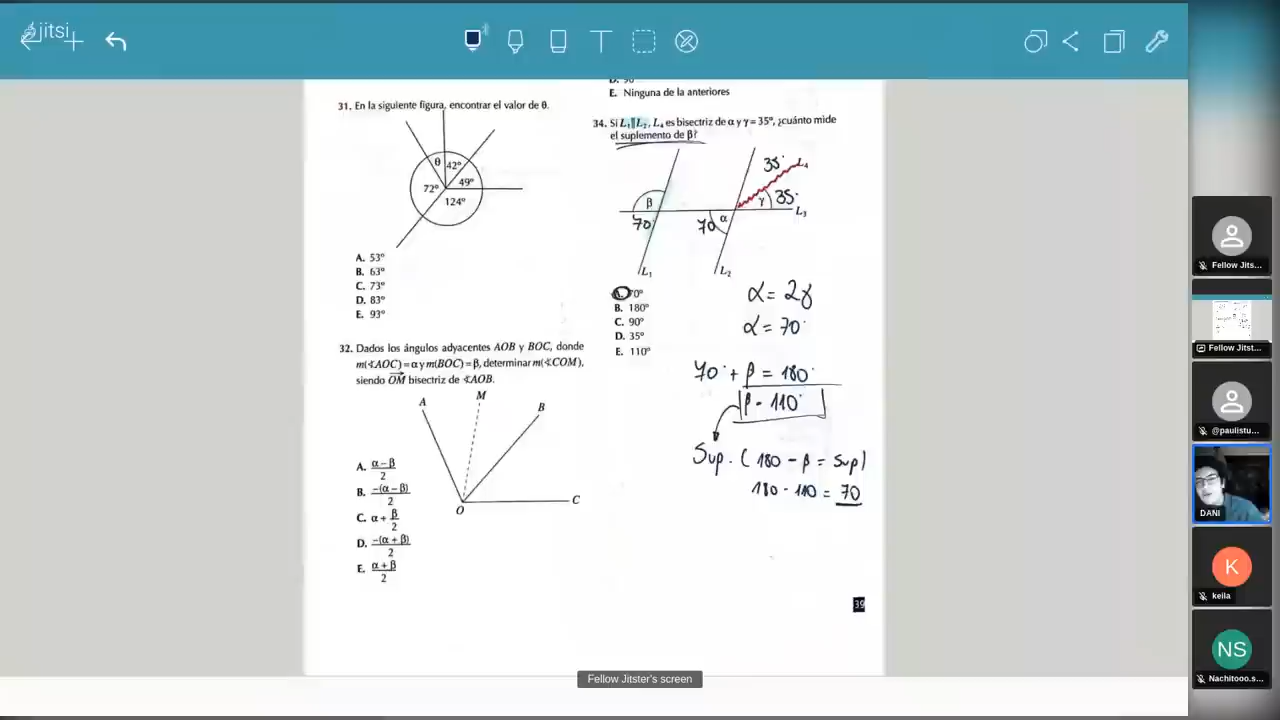 jitsi
31. En la siguiente figura, encontrar el valor de θ.
θ
42°
72°
49°
124°
A. 53°
B. 63°
C. 73°
D. 83°
E. 93°
32. Dados los ángulos adyacentes AOB y BOC, donde
m(∢AOC) = α y m(BOC) = β, determinar m(∢COM),
siendo OM bisectriz de ∢AOB.
A
M
B
O
C
A. α – β / 2
B. –(α – β) / 2
C. α + β / 2
D. –(α + β) / 2
E. α + β / 2
E. Ninguna de la anteriores
34. Si L₁∥L₂, L₄ es bisectriz de α y γ = 35°, ¿cuánto mide
el suplemento de β?
35°
L₄
β
γ 35°
L₃
70°
70 α
L₁
L₂
A. 70°
B. 180°
C. 90°
D. 35°
E. 110°
α = 2γ
α = 70°
70° + β = 180°
β = 110°
Sup. (180 - β = Sup)
180 - 110 = 70
39
Fellow Jitster's screen
Fellow Jits...
Fellow Jitst...
@paulistu...
DANI
K
keila
NS
Nachitooo.s...